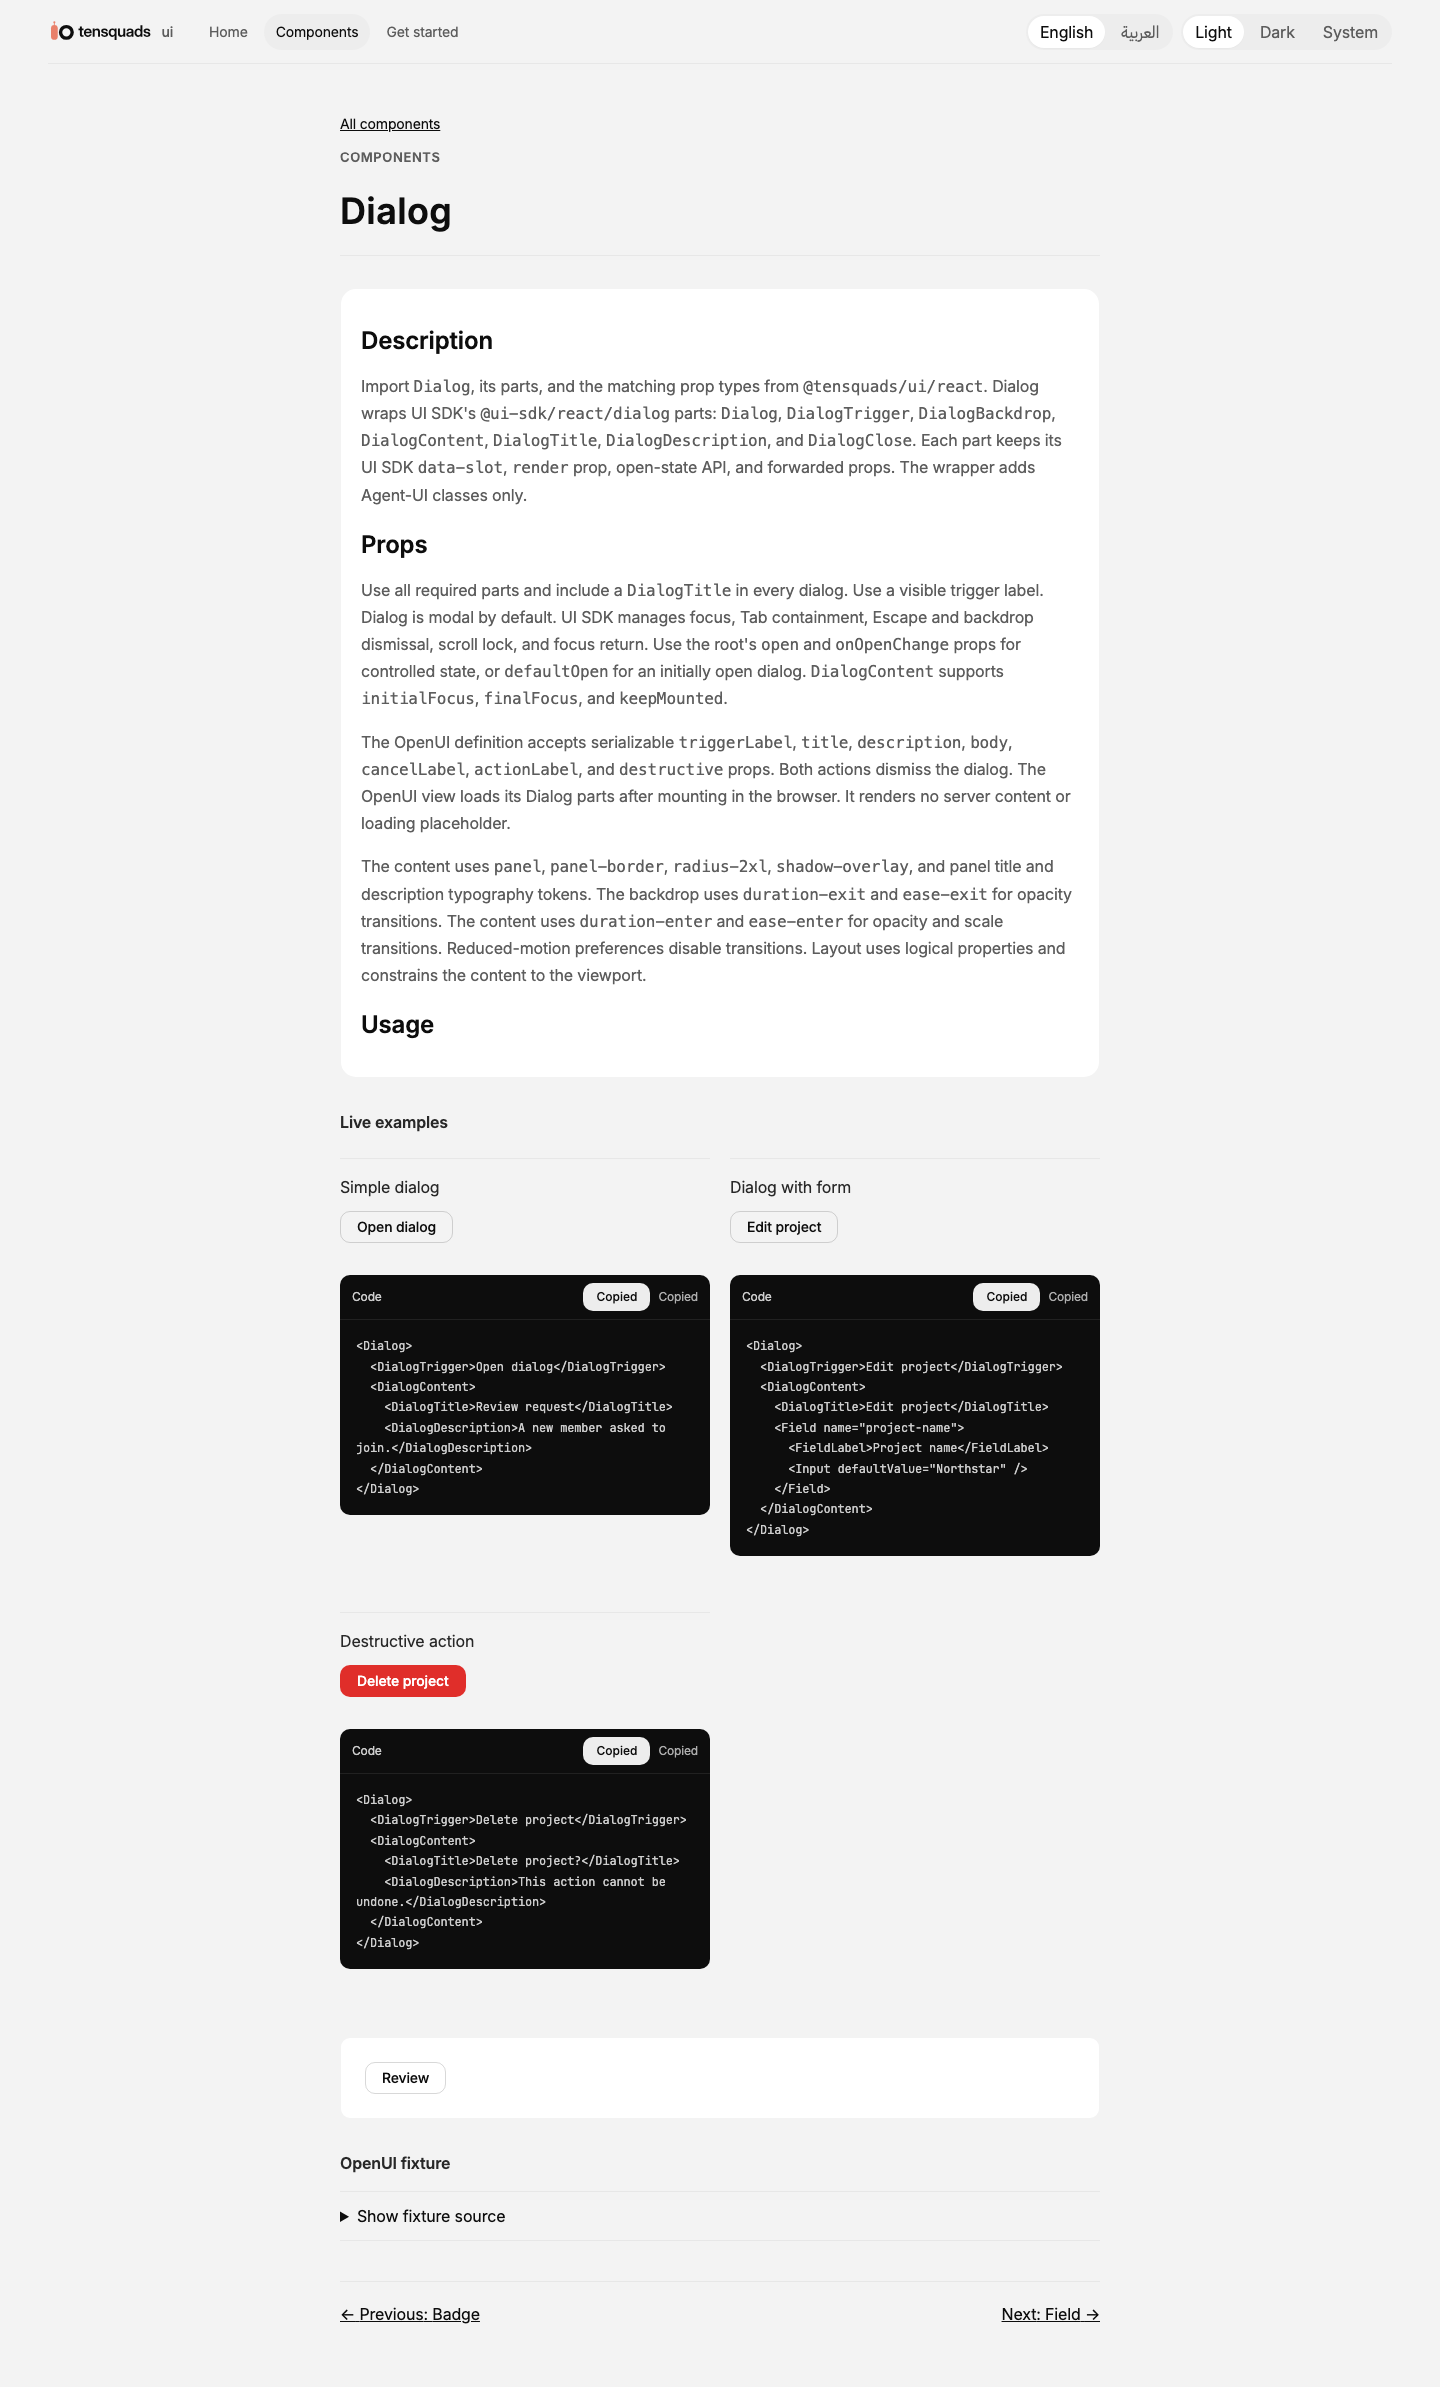 tensquads ui
Home
Components
Get started
English
العربية
Light
Dark
System
All components
COMPONENTS
Dialog
Description
Import Dialog, its parts, and the matching prop types from @tensquads/ui/react. Dialog
wraps UI SDK's @ui-sdk/react/dialog parts: Dialog, DialogTrigger, DialogBackdrop,
DialogContent, DialogTitle, DialogDescription, and DialogClose. Each part keeps its
UI SDK data-slot, render prop, open-state API, and forwarded props. The wrapper adds
Agent-UI classes only.
Props
Use all required parts and include a DialogTitle in every dialog. Use a visible trigger label.
Dialog is modal by default. UI SDK manages focus, Tab containment, Escape and backdrop
dismissal, scroll lock, and focus return. Use the root's open and onOpenChange props for
controlled state, or defaultOpen for an initially open dialog. DialogContent supports
initialFocus, finalFocus, and keepMounted.
The OpenUI definition accepts serializable triggerLabel, title, description, body,
cancelLabel, actionLabel, and destructive props. Both actions dismiss the dialog. The
OpenUI view loads its Dialog parts after mounting in the browser. It renders no server content or
loading placeholder.
The content uses panel, panel-border, radius-2xl, shadow-overlay, and panel title and
description typography tokens. The backdrop uses duration-exit and ease-exit for opacity
transitions. The content uses duration-enter and ease-enter for opacity and scale
transitions. Reduced-motion preferences disable transitions. Layout uses logical properties and
constrains the content to the viewport.
Usage
Live examples
Simple dialog
Open dialog
Code
Copied
Copied
<Dialog>
  <DialogTrigger>Open dialog</DialogTrigger>
  <DialogContent>
    <DialogTitle>Review request</DialogTitle>
    <DialogDescription>A new member asked to
join.</DialogDescription>
  </DialogContent>
</Dialog>
Dialog with form
Edit project
Code
Copied
Copied
<Dialog>
  <DialogTrigger>Edit project</DialogTrigger>
  <DialogContent>
    <DialogTitle>Edit project</DialogTitle>
    <Field name="project-name">
      <FieldLabel>Project name</FieldLabel>
      <Input defaultValue="Northstar" />
    </Field>
  </DialogContent>
</Dialog>
Destructive action
Delete project
Code
Copied
Copied
<Dialog>
  <DialogTrigger>Delete project</DialogTrigger>
  <DialogContent>
    <DialogTitle>Delete project?</DialogTitle>
    <DialogDescription>This action cannot be
undone.</DialogDescription>
  </DialogContent>
</Dialog>
Review
OpenUI fixture
▶ Show fixture source
← Previous: Badge
Next: Field →